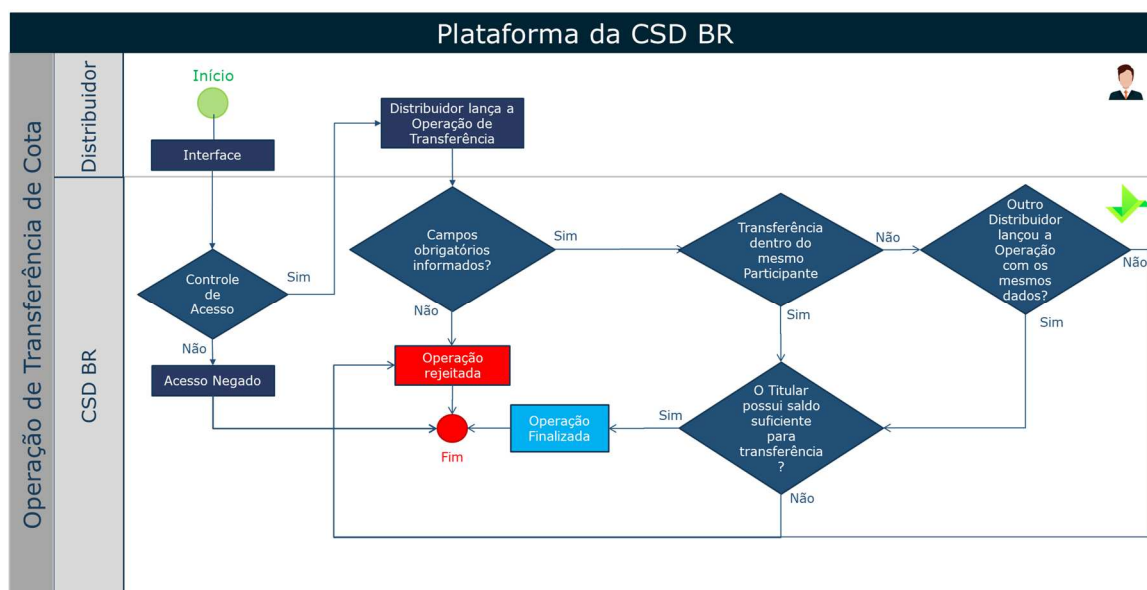 Plataforma da CSD BR
Operação de Transferência de Cota
Distribuidor
CSD BR
Início
Interface
Distribuidor lança a
Operação de
Transferência
Controle
de
Acesso
Sim
Não
Acesso Negado
Campos
obrigatórios
informados?
Sim
Não
Operação
rejeitada
Fim
Operação
Finalizada
Transferência
dentro do
mesmo
Participante
Não
Sim
Outro
Distribuidor
lançou a
Operação
com os
mesmos
dados?
Não
Sim
O Titular
possui saldo
suficiente
para
transferência
?
Sim
Não